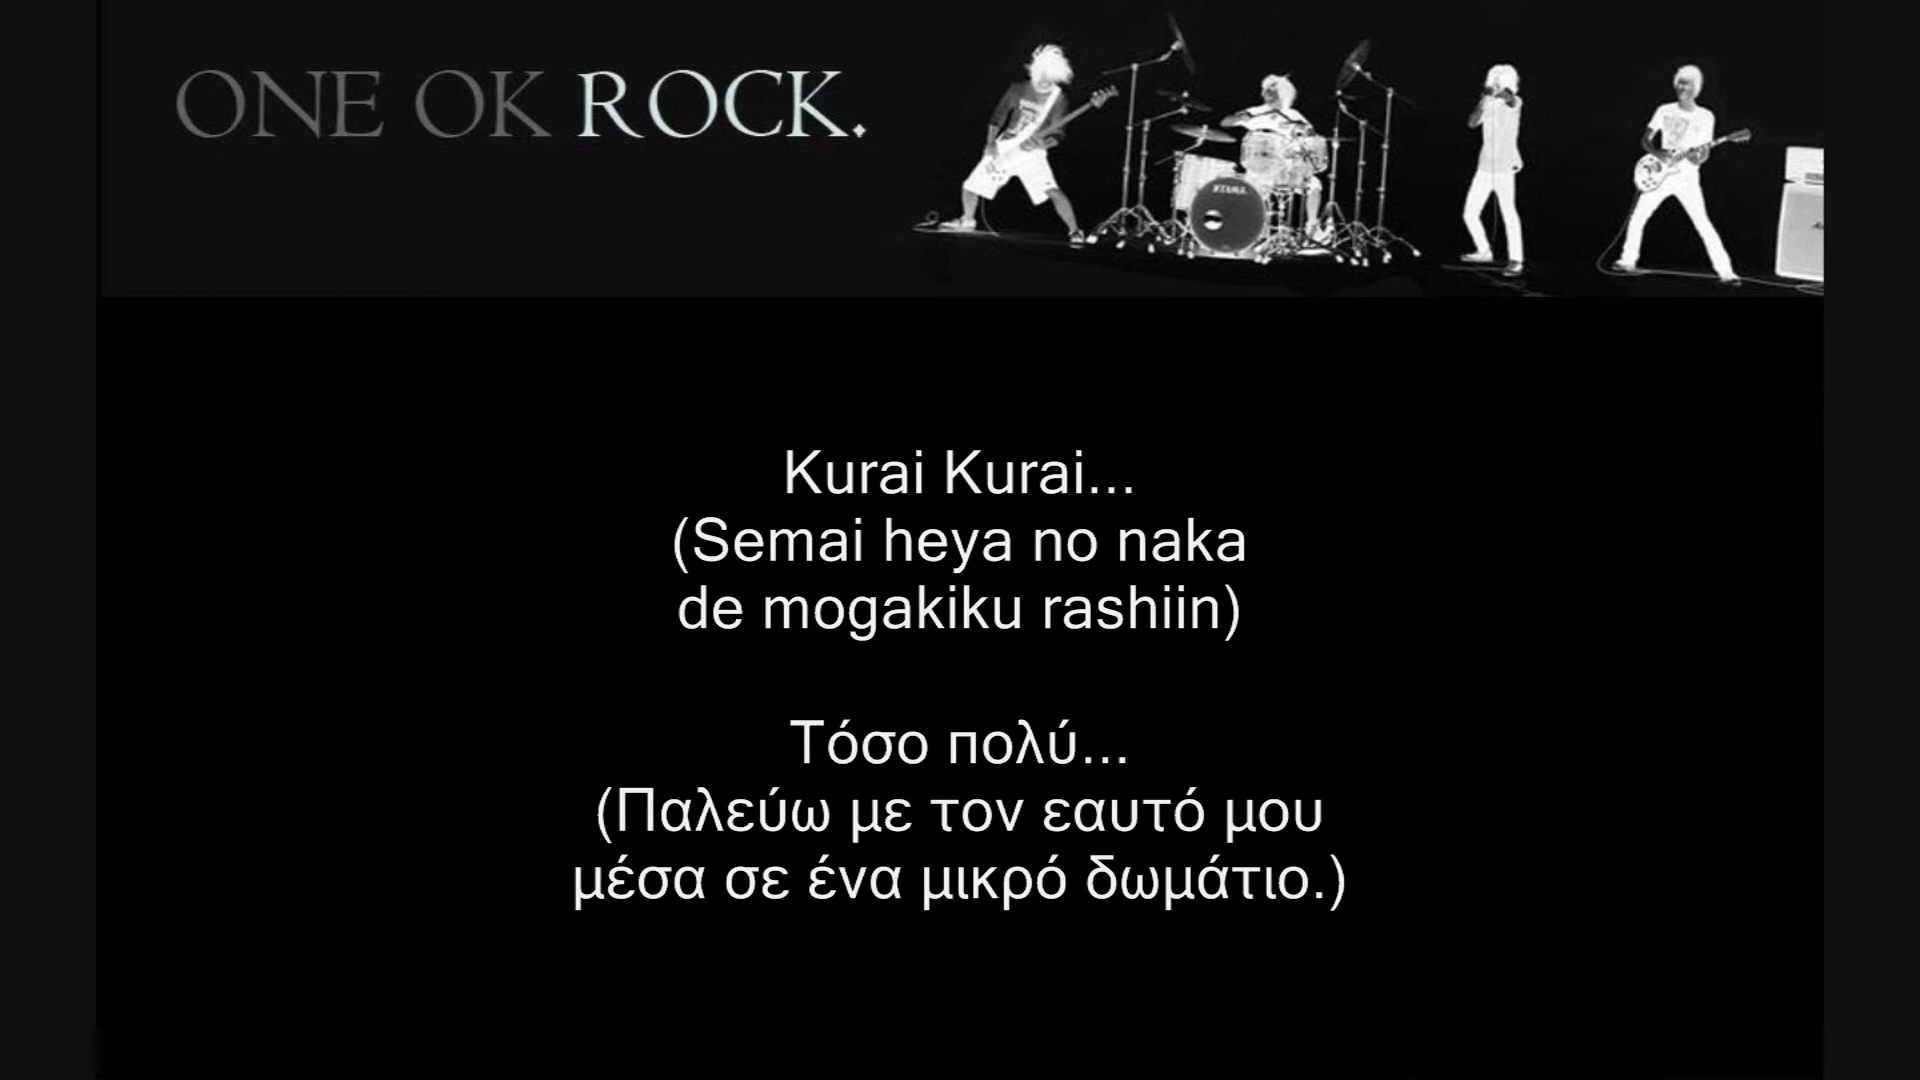 ONE OK ROCK.
TAMA
Kurai Kurai...
(Semai heya no naka
de mogakiku rashiin)
Τόσο πολύ...
(Παλεύω με τον εαυτό μου
μέσα σε ένα μικρό δωμάτιο.)